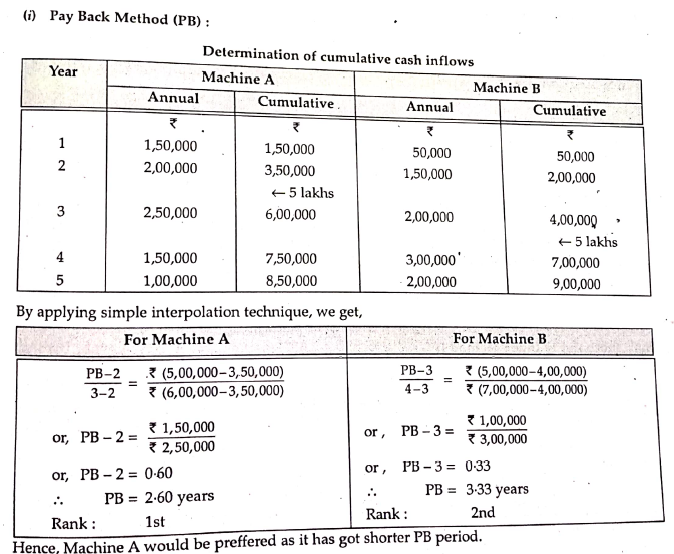 (i) Pay Back Method (PB) :
Determination of cumulative cash inflows
Year Machine A Machine B
Annual Cumulative. Annual Cumulative
₹ ₹ ₹ ₹
1 1,50,000 1,50,000 50,000 50,000
2 2,00,000 3,50,000 1,50,000 2,00,000
← 5 lakhs
3 2,50,000 6,00,000 2,00,000 4,00,000
← 5 lakhs
4 1,50,000 7,50,000 3,00,000 7,00,000
5 1,00,000 8,50,000 2,00,000 9,00,000
By applying simple interpolation technique, we get,
For Machine A For Machine B
PB–2 / 3–2 = ₹ (5,00,000–3,50,000) / ₹ (6,00,000–3,50,000) PB–3 / 4–3 = ₹ (5,00,000–4,00,000) / ₹ (7,00,000–4,00,000)
or, PB – 2 = ₹ 1,50,000 / ₹ 2,50,000 or, PB – 3 = ₹ 1,00,000 / ₹ 3,00,000
or, PB – 2 = 0·60 or, PB – 3 = 0·33
∴ PB = 2·60 years ∴ PB = 3·33 years
Rank : 1st Rank : 2nd
Hence, Machine A would be preffered as it has got shorter PB period.